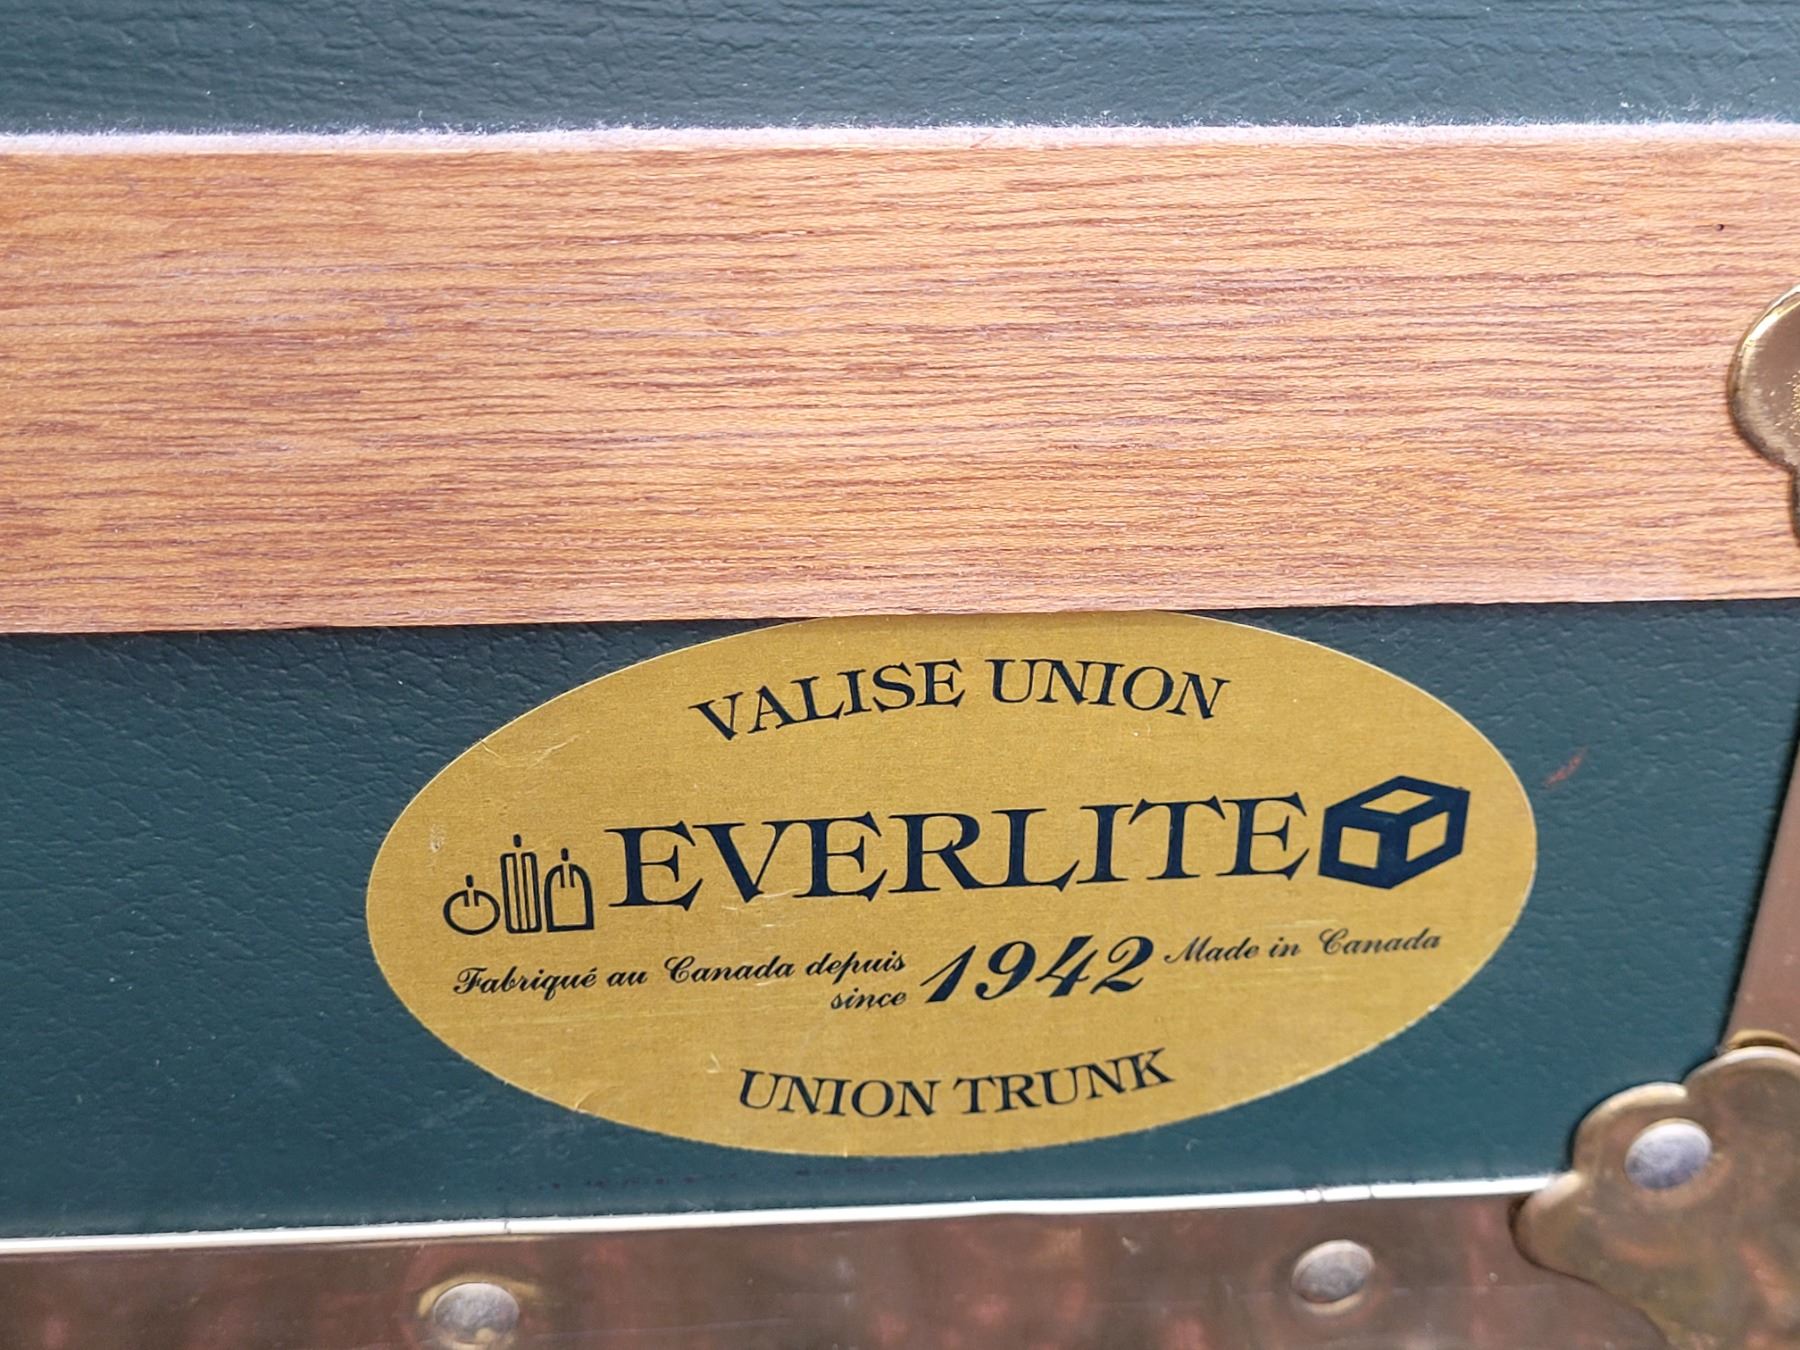 VALISE UNION
EVERLITE
Fabriqué au Canada depuis 1942 Made in Canada
since
UNION TRUNK